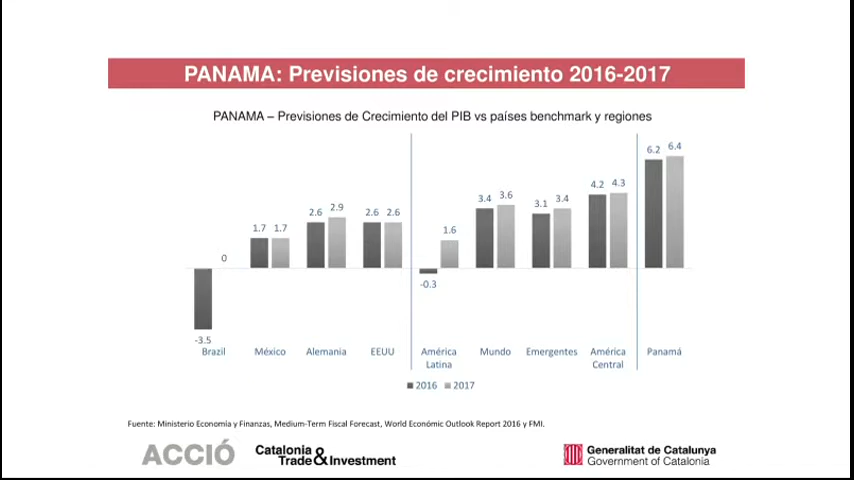 PANAMA: Previsiones de crecimiento 2016-2017
PANAMA – Previsiones de Crecimiento del PIB vs países benchmark y regiones
6.2 6.4
4.2 4.3
3.4 3.6
3.1 3.4
2.6 2.9
2.6 2.6
1.7 1.7
1.6
0
-0.3
-3.5
Brazil México Alemania EEUU América Latina Mundo Emergentes América Central Panamá
2016 2017
Fuente: Ministerio Economía y Finanzas, Medium-Term Fiscal Forecast, World Económic Outlook Report 2016 y FMI.
ACCIÓ
Catalonia
Trade & Investment
Generalitat de Catalunya
Government of Catalonia